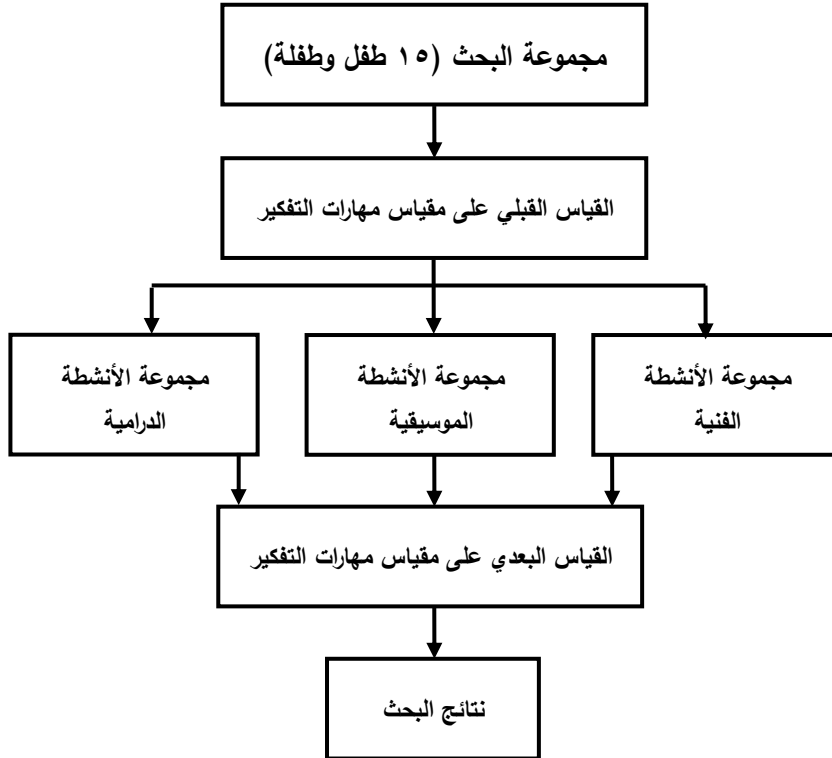 مجموعة البحث (١٥ طفل وطفلة)
القياس القبلي على مقياس مهارات التفكير
مجموعة الأنشطة
الفنية
مجموعة الأنشطة
الموسيقية
مجموعة الأنشطة
الدرامية
القياس البعدي على مقياس مهارات التفكير
نتائج البحث